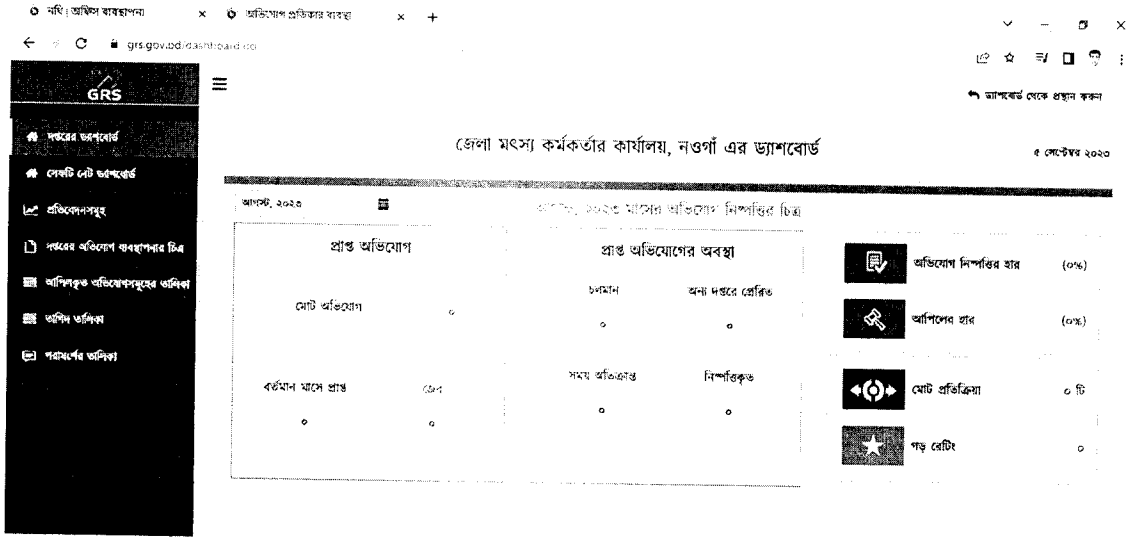 নথি | অফিস ব্যবস্থাপনা
অভিযোগ প্রতিকার ব্যবস্থা
grs.gov.bd/dashboard.do
GRS
ড্যাশবোর্ড থেকে প্রস্থান করুন
দপ্তরের ড্যাশবোর্ড
সেফটি নেট ড্যাশবোর্ড
প্রতিবেদনসমূহ
দপ্তরের অভিযোগ ব্যবস্থাপনার চিত্র
আপিলকৃত অভিযোগসমূহের তালিকা
তাগিদ তালিকা
পরামর্শের তালিকা
জেলা মৎস্য কর্মকর্তার কার্যালয়, নওগাঁ এর ড্যাশবোর্ড
৫ সেপ্টেম্বর ২০২৩
আগস্ট, ২০২৩
আগস্ট, ২০২৩ মাসের অভিযোগ নিষ্পত্তির চিত্র
প্রাপ্ত অভিযোগ
মোট অভিযোগ ০
বর্তমান মাসে প্রাপ্ত জের
০ ০
প্রাপ্ত অভিযোগের অবস্থা
চলমান অন্য দপ্তরে প্রেরিত
০ ০
সময় অতিক্রান্ত নিষ্পত্তিকৃত
০ ০
অভিযোগ নিষ্পত্তির হার (০%)
আপিলের হার (০%)
মোট প্রতিক্রিয়া ০ টি
গড় রেটিং ০